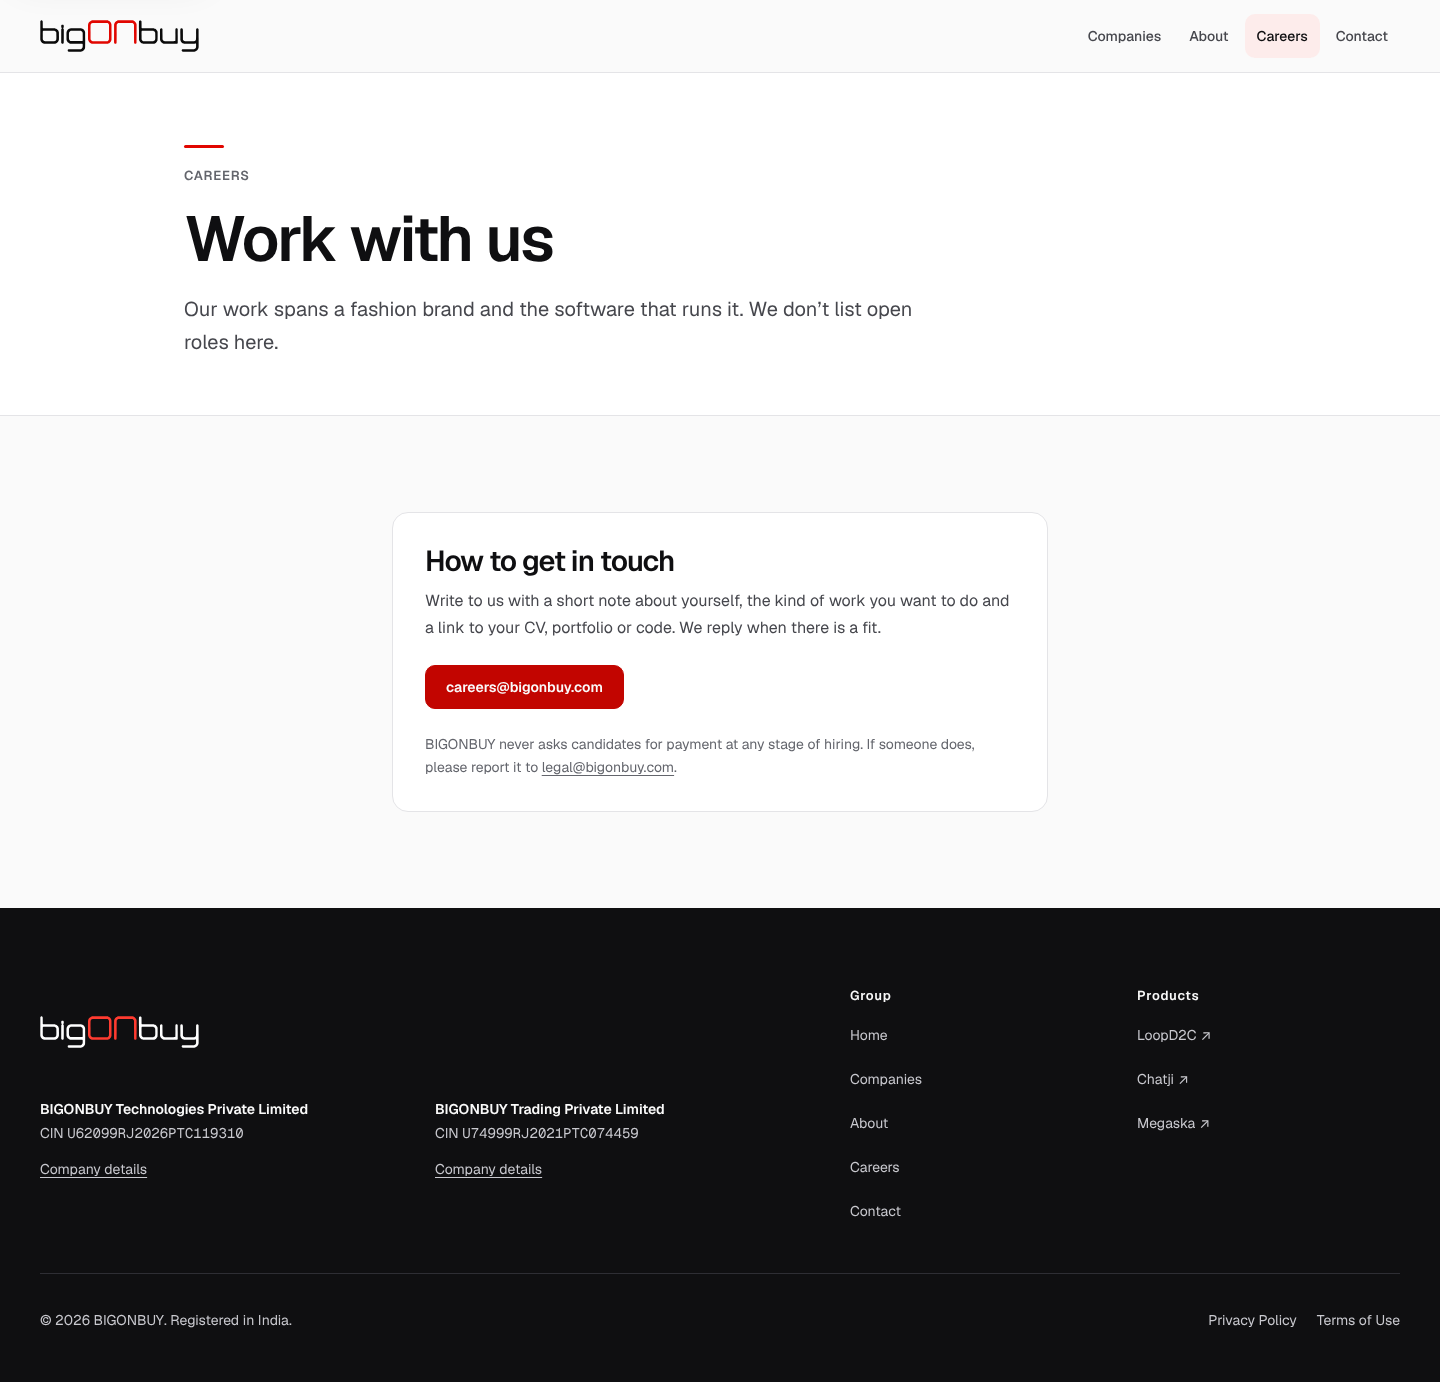 bigONbuy
Companies About Careers Contact
CAREERS
Work with us
Our work spans a fashion brand and the software that runs it. We don’t list open
roles here.
How to get in touch
Write to us with a short note about yourself, the kind of work you want to do and
a link to your CV, portfolio or code. We reply when there is a fit.
careers@bigonbuy.com
BIGONBUY never asks candidates for payment at any stage of hiring. If someone does,
please report it to legal@bigonbuy.com.
bigONbuy
BIGONBUY Technologies Private Limited
CIN U62099RJ2026PTC119310
Company details
BIGONBUY Trading Private Limited
CIN U74999RJ2021PTC074459
Company details
Group
Home
Companies
About
Careers
Contact
Products
LoopD2C ↗
Chatji ↗
Megaska ↗
© 2026 BIGONBUY. Registered in India.
Privacy Policy Terms of Use